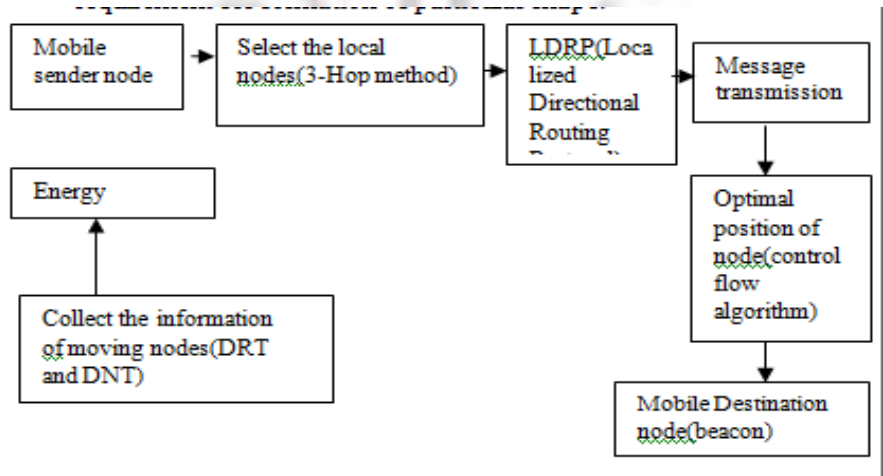 Mobile
sender node
Select the local
nodes(3-Hop method)
LDRP(Loca
lized
Directional
Routing
Message
transmission
Energy
Optimal
position of
node(control
flow
algorithm)
Collect the information
of moving nodes(DRT
and DNT)
Mobile Destination
node(beacon)